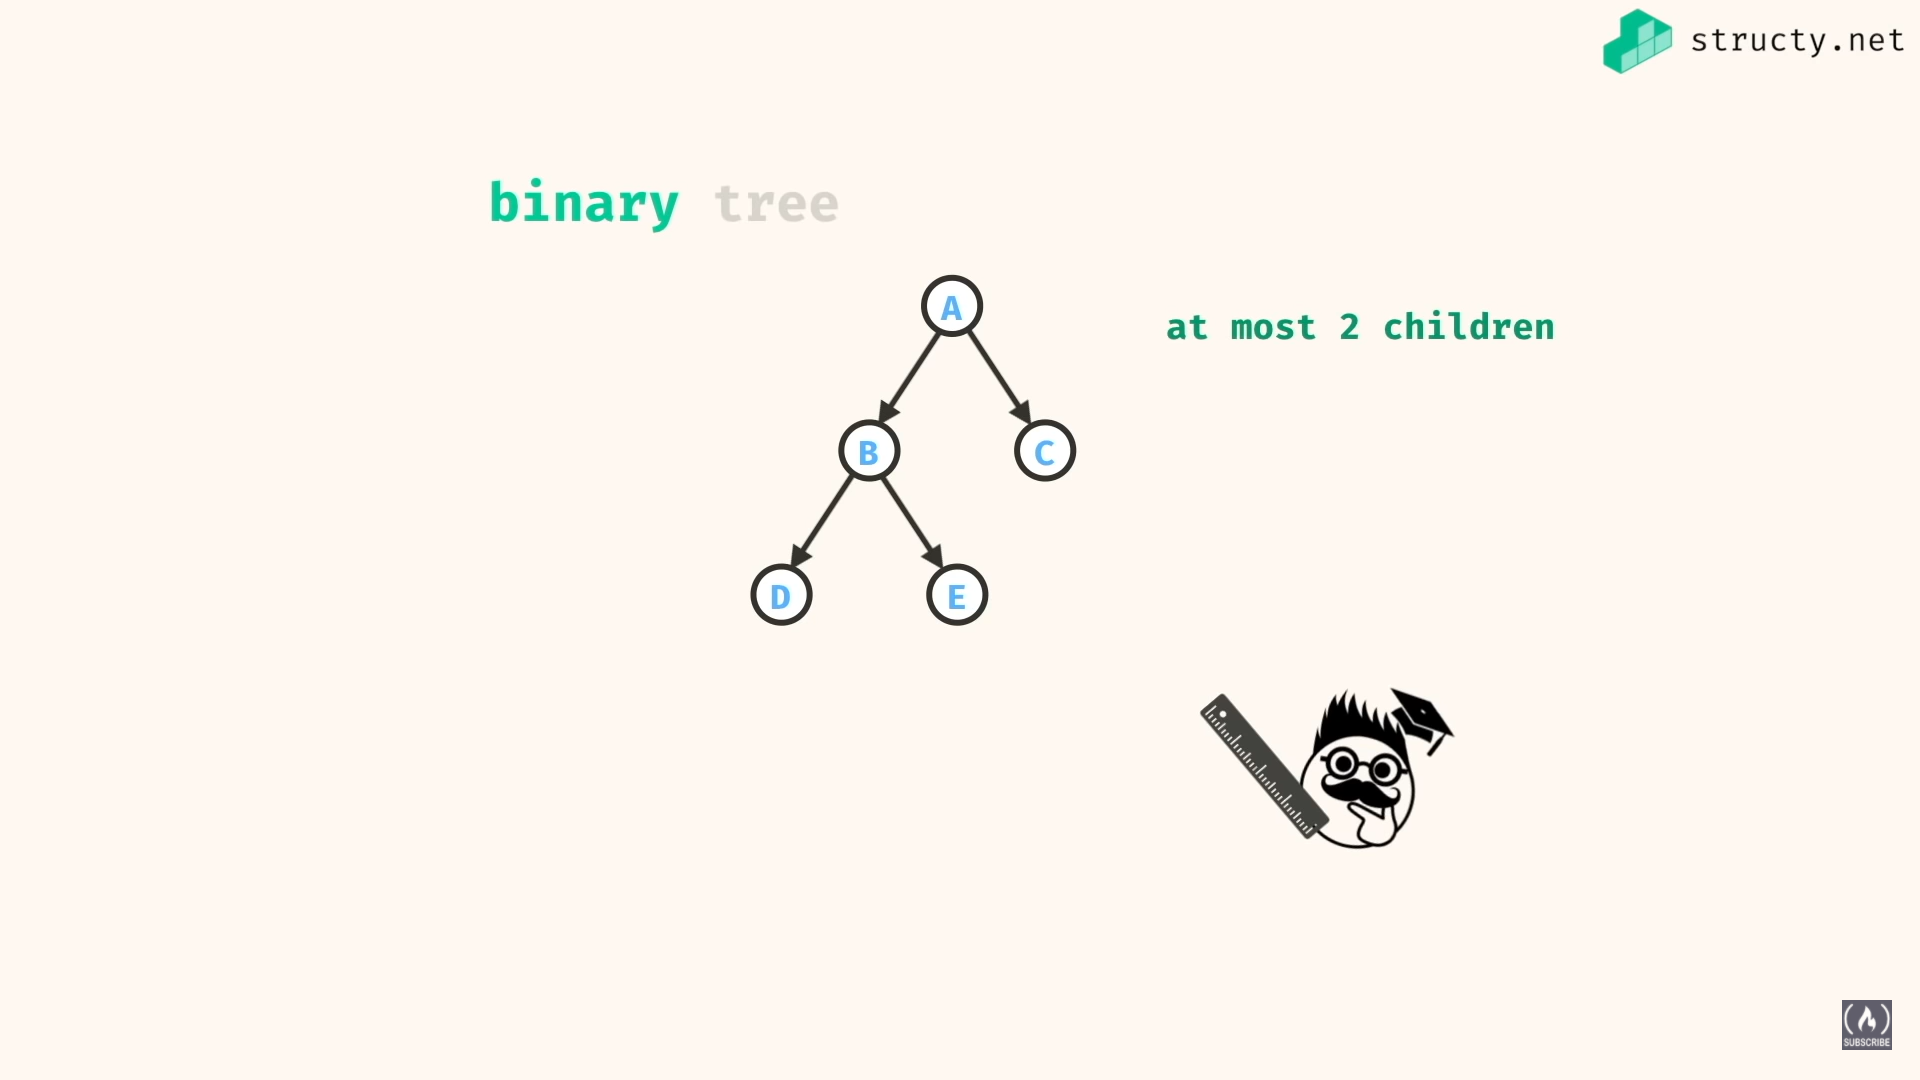 structy.net
binary tree
A
at most 2 children
B
C
D
E
SUBSCRIBE